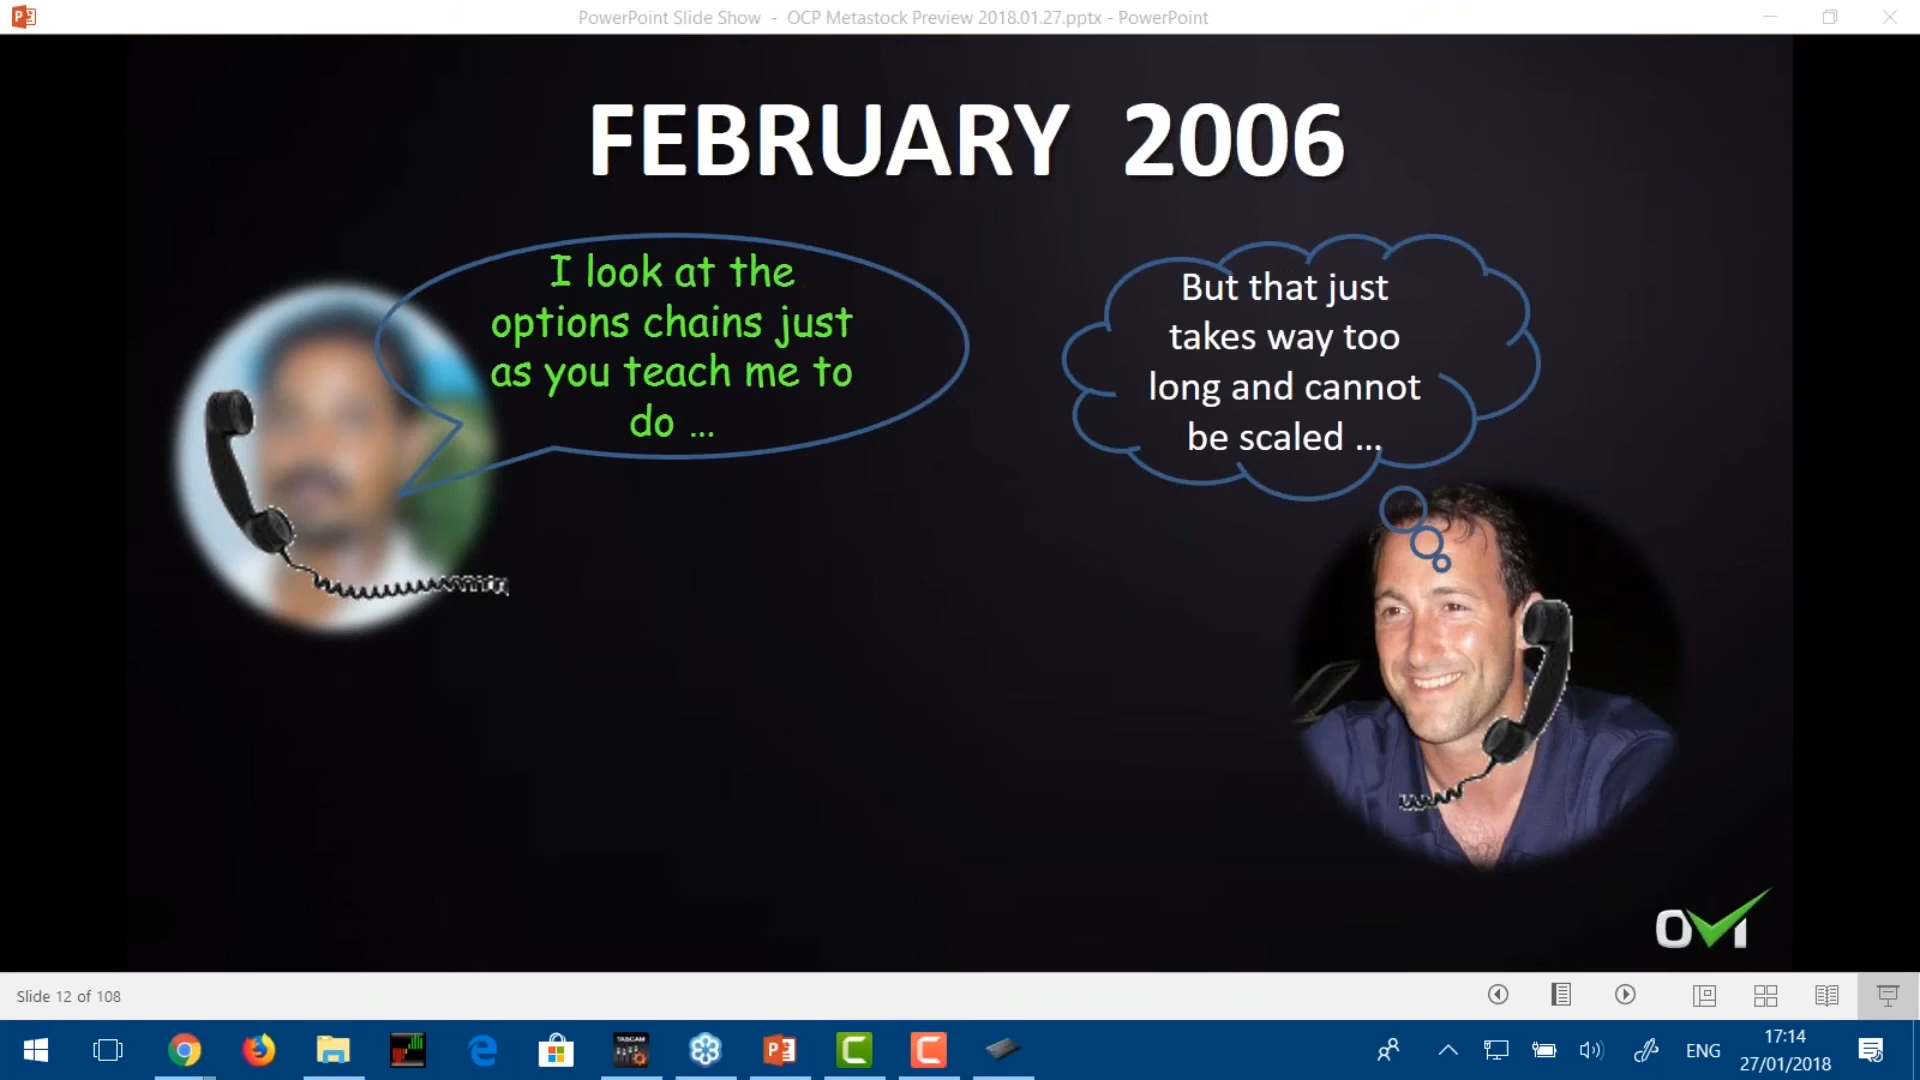 PowerPoint Slide Show - OCP Metastock Preview 2018.01.27.pptx - PowerPoint
FEBRUARY 2006
I look at the
options chains just
as you teach me to
do ...
But that just
takes way too
long and cannot
be scaled ...
OVI
Slide 12 of 108
TASCAM
ENG
17:14
27/01/2018